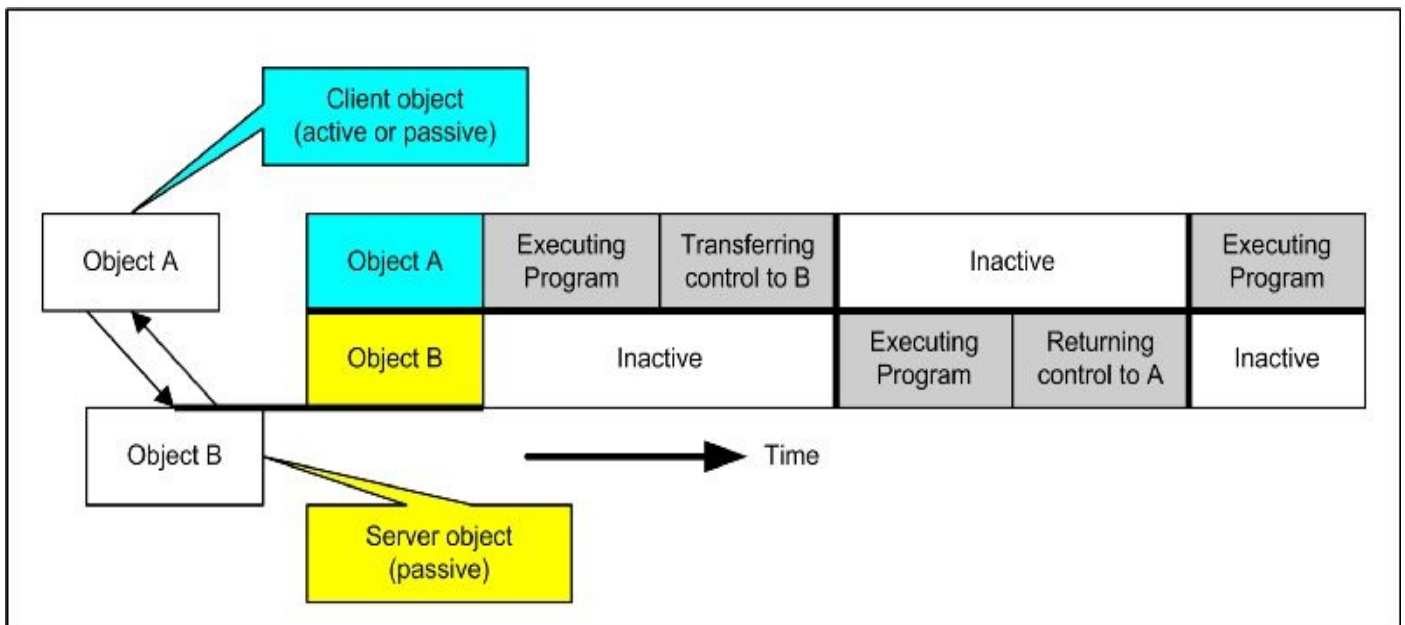 Client object
(active or passive)
Object A
Object A
Executing
Program
Transferring
control to B
Inactive
Executing
Program
Object B
Inactive
Executing
Program
Returning
control to A
Inactive
Object B
Time
Server object
(passive)